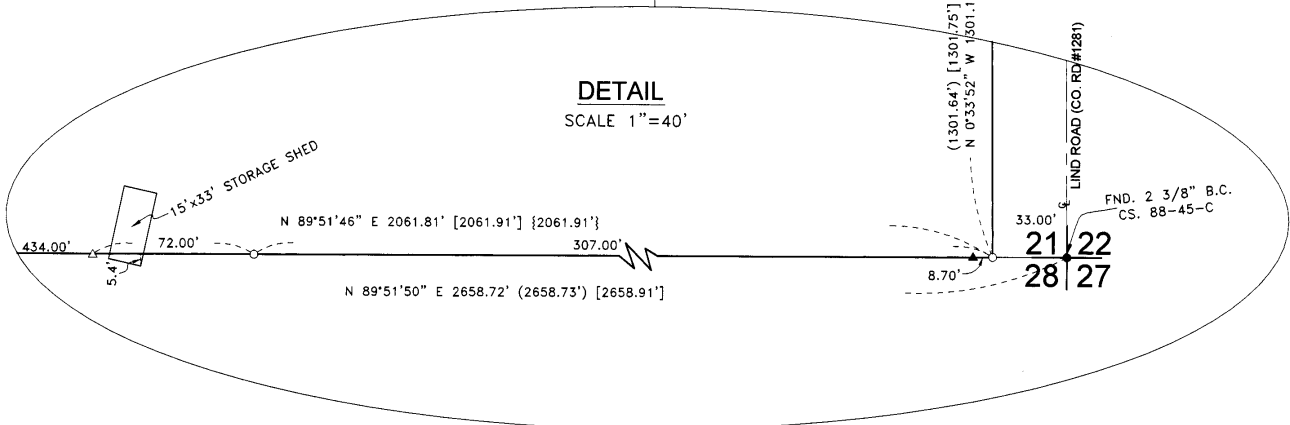 DETAIL
SCALE 1"=40'
(1301.64') [1301.75']
N 0°33'52" W 1301.1
LIND ROAD (CO. RD #1281)
15'x33' STORAGE SHED
FND. 2 3/8" B.C.
CS. 88-45-C
N 89°51'46" E 2061.81' [2061.91'] {2061.91'}
33.00'
434.00'
72.00'
307.00'
21 22
5.4'
8.70'
28 27
N 89°51'50" E 2658.72' (2658.73') [2658.91']